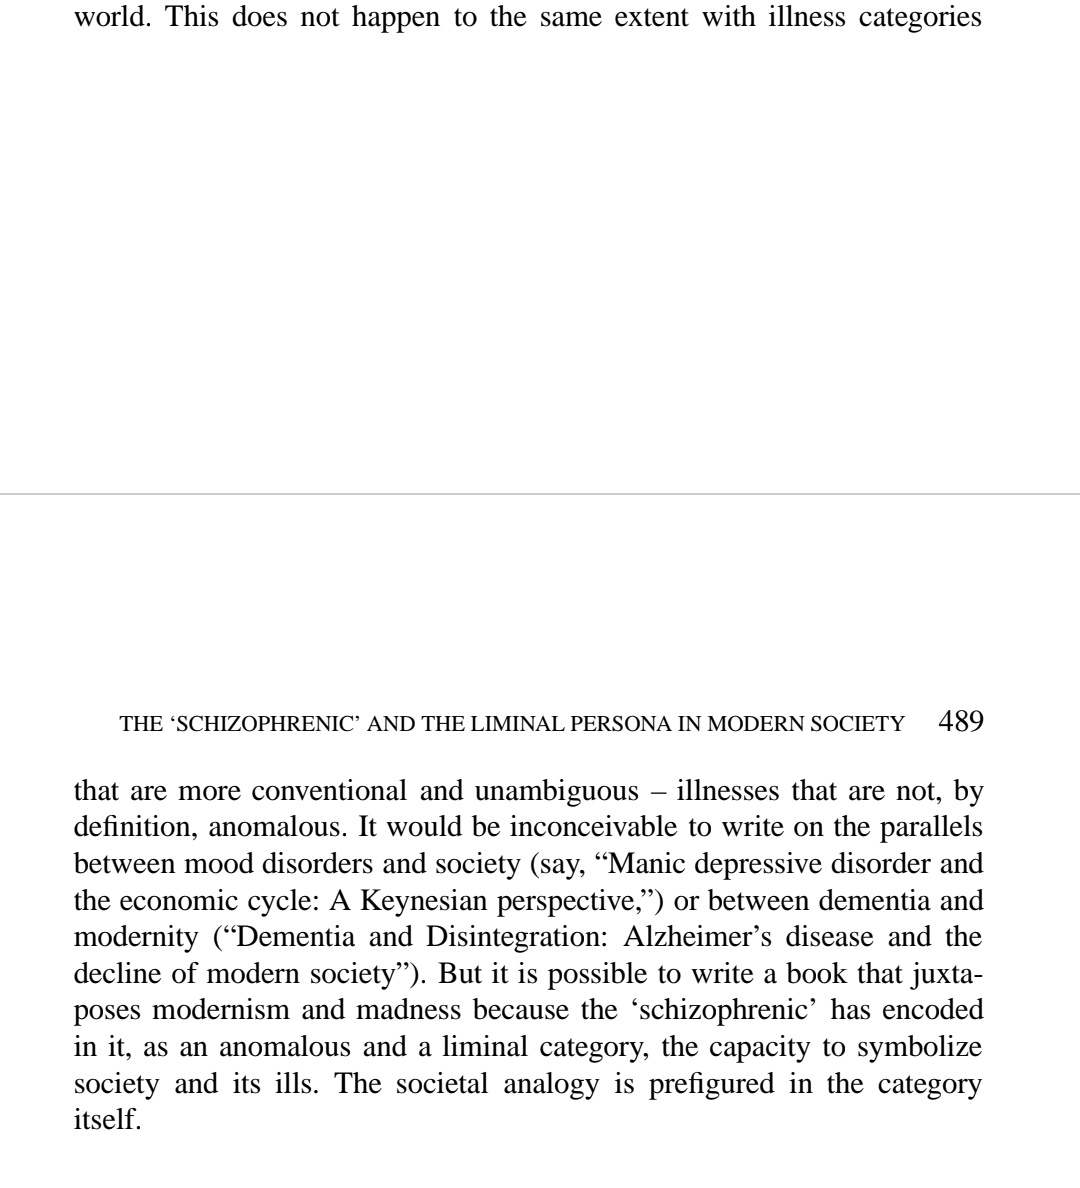 world. This does not happen to the same extent with illness categories
THE ‘SCHIZOPHRENIC’ AND THE LIMINAL PERSONA IN MODERN SOCIETY 489
that are more conventional and unambiguous – illnesses that are not, by
definition, anomalous. It would be inconceivable to write on the parallels
between mood disorders and society (say, “Manic depressive disorder and
the economic cycle: A Keynesian perspective,”) or between dementia and
modernity (“Dementia and Disintegration: Alzheimer’s disease and the
decline of modern society”). But it is possible to write a book that juxta-
poses modernism and madness because the ‘schizophrenic’ has encoded
in it, as an anomalous and a liminal category, the capacity to symbolize
society and its ills. The societal analogy is prefigured in the category
itself.